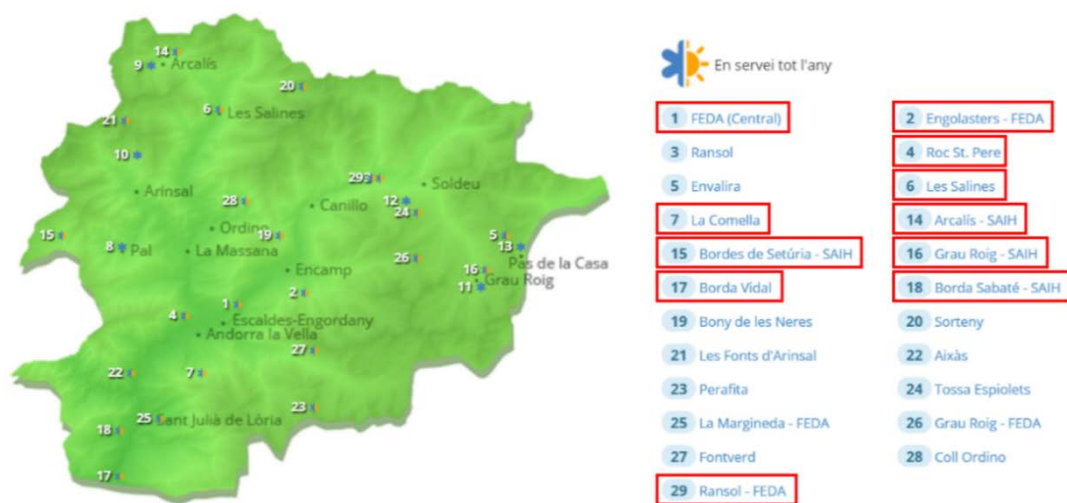 14
9 Arcalís
20
6 Les Salines
21
10
Arinsal
29 3 Soldeu
28 12
Canillo 24
Ordino
15 19 5
8 Pal La Massana 13
26 Pas de la Casa
Encamp 16
Grau Roig
2 11
1
4 Escaldes-Engordany
Andorra la Vella
27
22 7
23
25 Sant Julià de Lòria
18
17
En servei tot l'any
1 FEDA (Central)
2 Engolasters - FEDA
3 Ransol
4 Roc St. Pere
5 Envalira
6 Les Salines
7 La Comella
14 Arcalís - SAIH
15 Bordes de Setúria - SAIH
16 Grau Roig - SAIH
17 Borda Vidal
18 Borda Sabaté - SAIH
19 Bony de les Neres
20 Sorteny
21 Les Fonts d'Arinsal
22 Aixàs
23 Perafita
24 Tossa Espiolets
25 La Margineda - FEDA
26 Grau Roig - FEDA
27 Fontverd
28 Coll Ordino
29 Ransol - FEDA